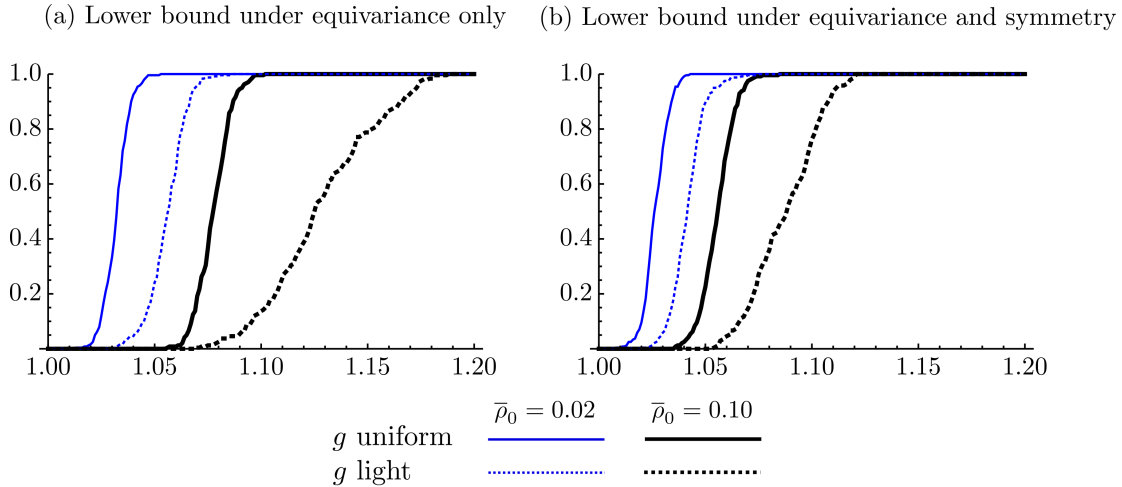 (a) Lower bound under equivariance only
(b) Lower bound under equivariance and symmetry
1.0
0.8
0.6
0.4
0.2
1.00 1.05 1.10 1.15 1.20
1.0
0.8
0.6
0.4
0.2
1.00 1.05 1.10 1.15 1.20
ρ̅₀ = 0.02 ρ̅₀ = 0.10
g uniform
g light